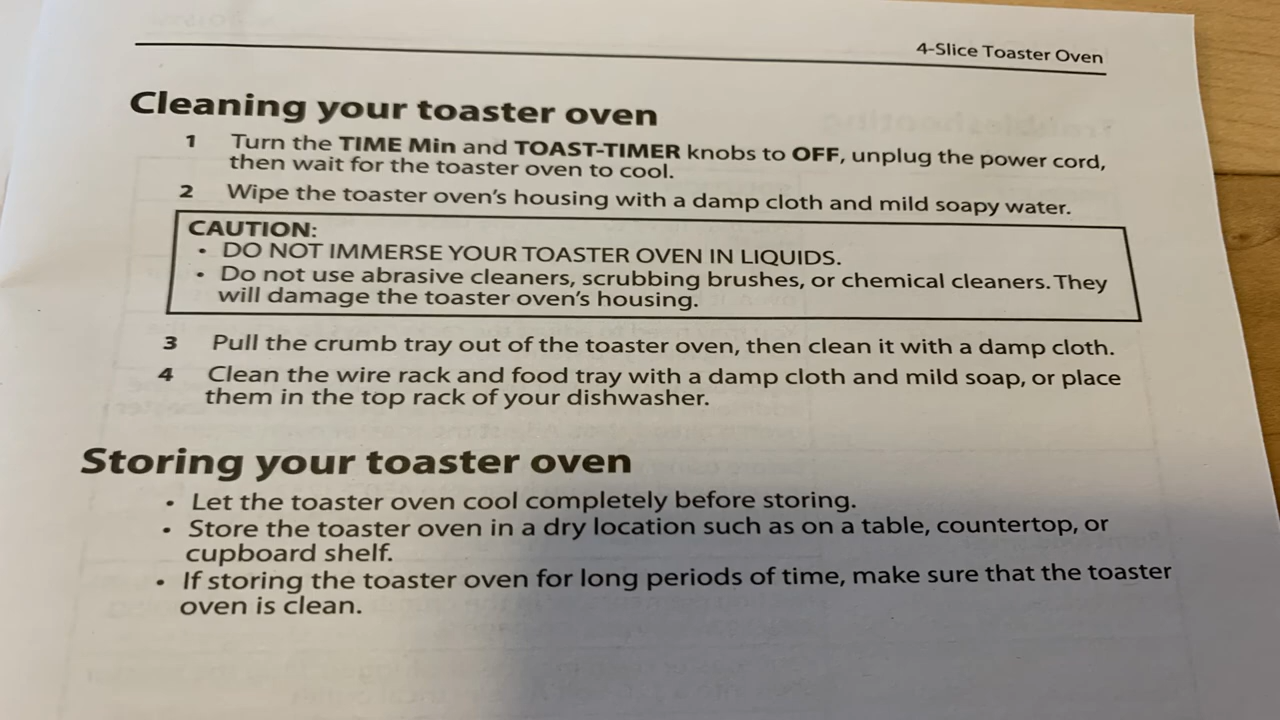 4-Slice Toaster Oven
Cleaning your toaster oven
1 Turn the TIME Min and TOAST-TIMER knobs to OFF, unplug the power cord,
then wait for the toaster oven to cool.
2 Wipe the toaster oven’s housing with a damp cloth and mild soapy water.
CAUTION:
• DO NOT IMMERSE YOUR TOASTER OVEN IN LIQUIDS.
• Do not use abrasive cleaners, scrubbing brushes, or chemical cleaners. They
will damage the toaster oven’s housing.
3 Pull the crumb tray out of the toaster oven, then clean it with a damp cloth.
4 Clean the wire rack and food tray with a damp cloth and mild soap, or place
them in the top rack of your dishwasher.
Storing your toaster oven
• Let the toaster oven cool completely before storing.
• Store the toaster oven in a dry location such as on a table, countertop, or
cupboard shelf.
• If storing the toaster oven for long periods of time, make sure that the toaster
oven is clean.